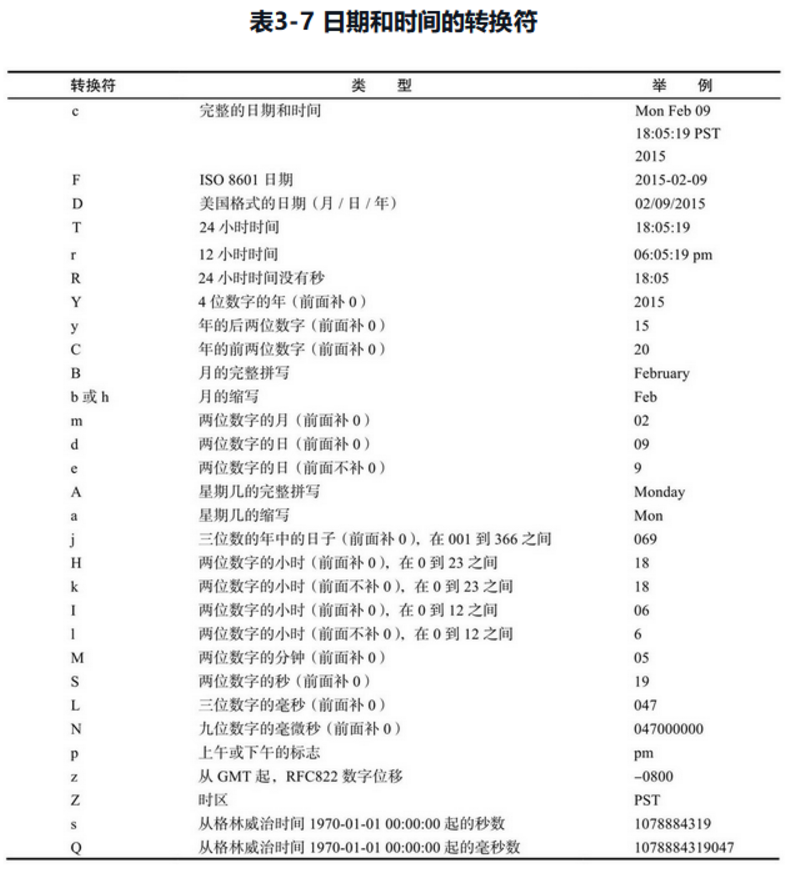 表3-7 日期和时间的转换符
转换符 类 型 举 例
c 完整的日期和时间 Mon Feb 09
18:05:19 PST
2015
F ISO 8601 日期 2015-02-09
D 美国格式的日期(月/日/年) 02/09/2015
T 24 小时时间 18:05:19
r 12 小时时间 06:05:19 pm
R 24 小时时间没有秒 18:05
Y 4 位数字的年(前面补 0) 2015
y 年的后两位数字(前面补 0) 15
C 年的前两位数字(前面补 0) 20
B 月的完整拼写 February
b 或 h 月的缩写 Feb
m 两位数字的月(前面补 0) 02
d 两位数字的日(前面补 0) 09
e 两位数字的日(前面不补 0) 9
A 星期几的完整拼写 Monday
a 星期几的缩写 Mon
j 三位数的年中的日子(前面补 0),在 001 到 366 之间 069
H 两位数字的小时(前面补 0),在 0 到 23 之间 18
k 两位数字的小时(前面不补 0),在 0 到 23 之间 18
I 两位数字的小时(前面补 0),在 0 到 12 之间 06
l 两位数字的小时(前面不补 0),在 0 到 12 之间 6
M 两位数字的分钟(前面补 0) 05
S 两位数字的秒(前面补 0) 19
L 三位数字的毫秒(前面补 0) 047
N 九位数字的毫微秒(前面补 0) 047000000
p 上午或下午的标志 pm
z 从 GMT 起,RFC822 数字位移 –0800
Z 时区 PST
s 从格林威治时间 1970-01-01 00:00:00 起的秒数 1078884319
Q 从格林威治时间 1970-01-01 00:00:00 起的毫秒数 1078884319047